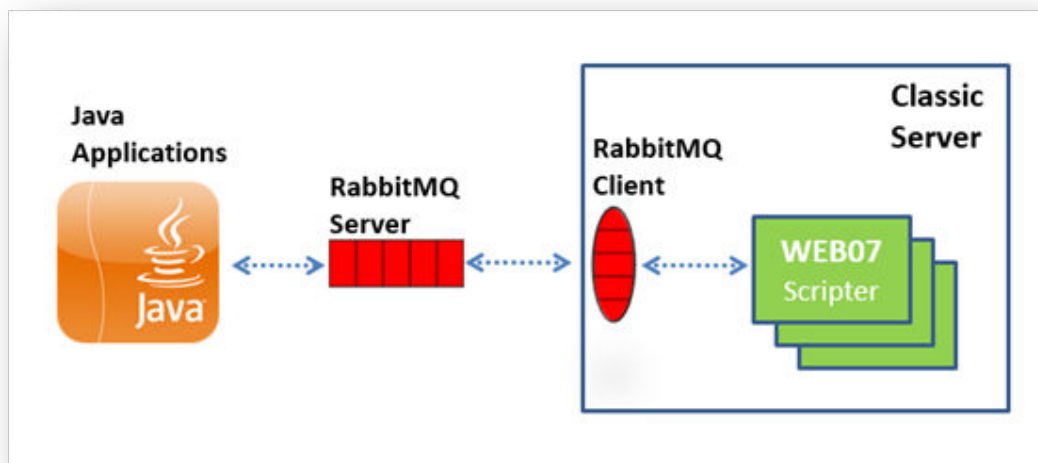 Java
Applications
Java
RabbitMQ
Server
RabbitMQ
Client
Classic
Server
WEB07
Scripter